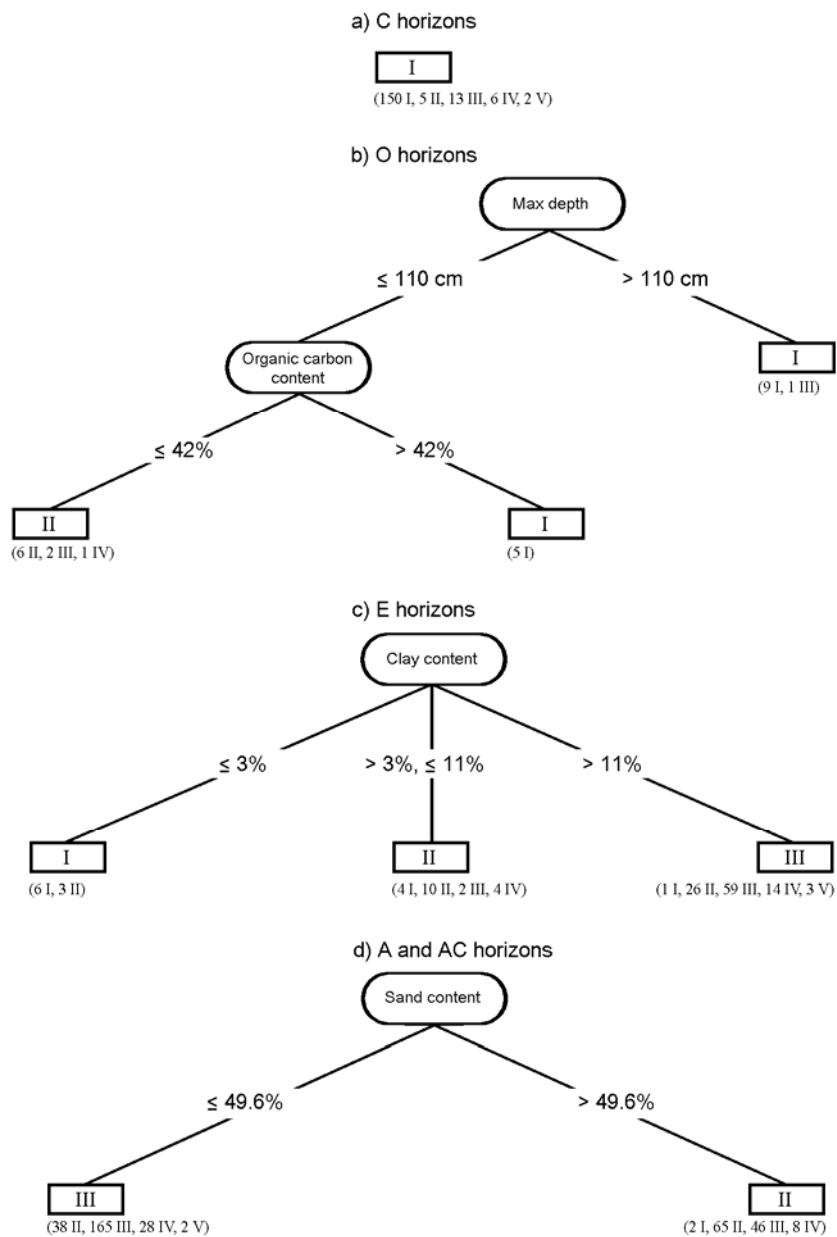 a) C horizons
I
(150 I, 5 II, 13 III, 6 IV, 2 V)
b) O horizons
Max depth
≤ 110 cm
> 110 cm
Organic carbon
content
I
(9 I, 1 III)
≤ 42%
> 42%
II
I
(6 II, 2 III, 1 IV)
(5 I)
c) E horizons
Clay content
≤ 3%
> 3%, ≤ 11%
> 11%
I
II
III
(6 I, 3 II)
(4 I, 10 II, 2 III, 4 IV)
(1 I, 26 II, 59 III, 14 IV, 3 V)
d) A and AC horizons
Sand content
≤ 49.6%
> 49.6%
III
II
(38 II, 165 III, 28 IV, 2 V)
(2 I, 65 II, 46 III, 8 IV)